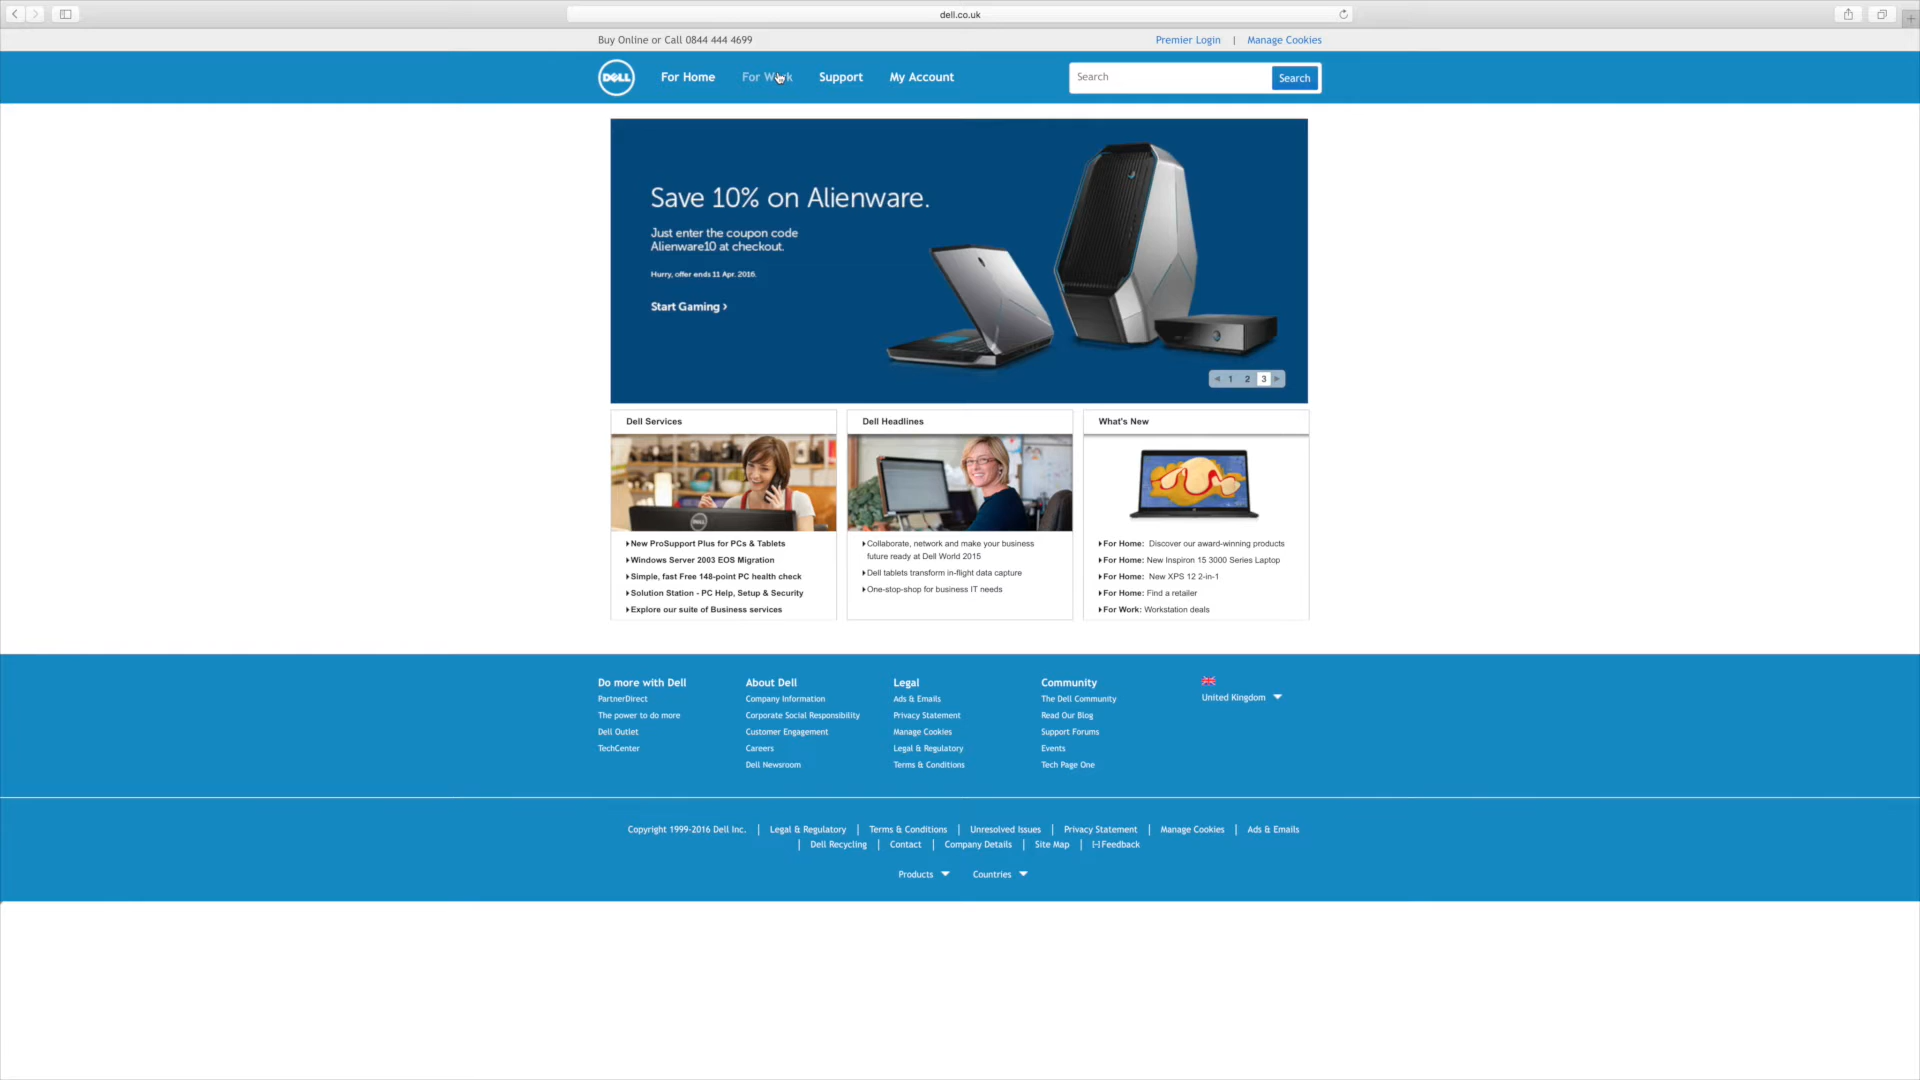 dell.co.uk
Buy Online or Call 0844 444 4699
Premier Login | Manage Cookies
DELL
For Home
For Work
Support
My Account
Search
Search
Save 10% on Alienware.
Just enter the coupon code
Alienware10 at checkout.
Hurry, offer ends 11 Apr. 2016.
Start Gaming >
1 2 3
Dell Services
New ProSupport Plus for PCs & Tablets
Windows Server 2003 EOS Migration
Simple, fast Free 148-point PC health check
Solution Station - PC Help, Setup & Security
Explore our suite of Business services
Dell Headlines
Collaborate, network and make your business
future ready at Dell World 2015
Dell tablets transform in-flight data capture
One-stop-shop for business IT needs
What's New
For Home: Discover our award-winning products
For Home: New Inspiron 15 3000 Series Laptop
For Home: New XPS 12 2-in-1
For Home: Find a retailer
For Work: Workstation deals
Do more with Dell
PartnerDirect
The power to do more
Dell Outlet
TechCenter
About Dell
Company Information
Corporate Social Responsibility
Customer Engagement
Careers
Dell Newsroom
Legal
Ads & Emails
Privacy Statement
Manage Cookies
Legal & Regulatory
Terms & Conditions
Community
The Dell Community
Read Our Blog
Support Forums
Events
Tech Page One
United Kingdom
Copyright 1999-2016 Dell Inc. | Legal & Regulatory | Terms & Conditions | Unresolved Issues | Privacy Statement | Manage Cookies | Ads & Emails
| Dell Recycling | Contact | Company Details | Site Map | [-] Feedback
Products
Countries